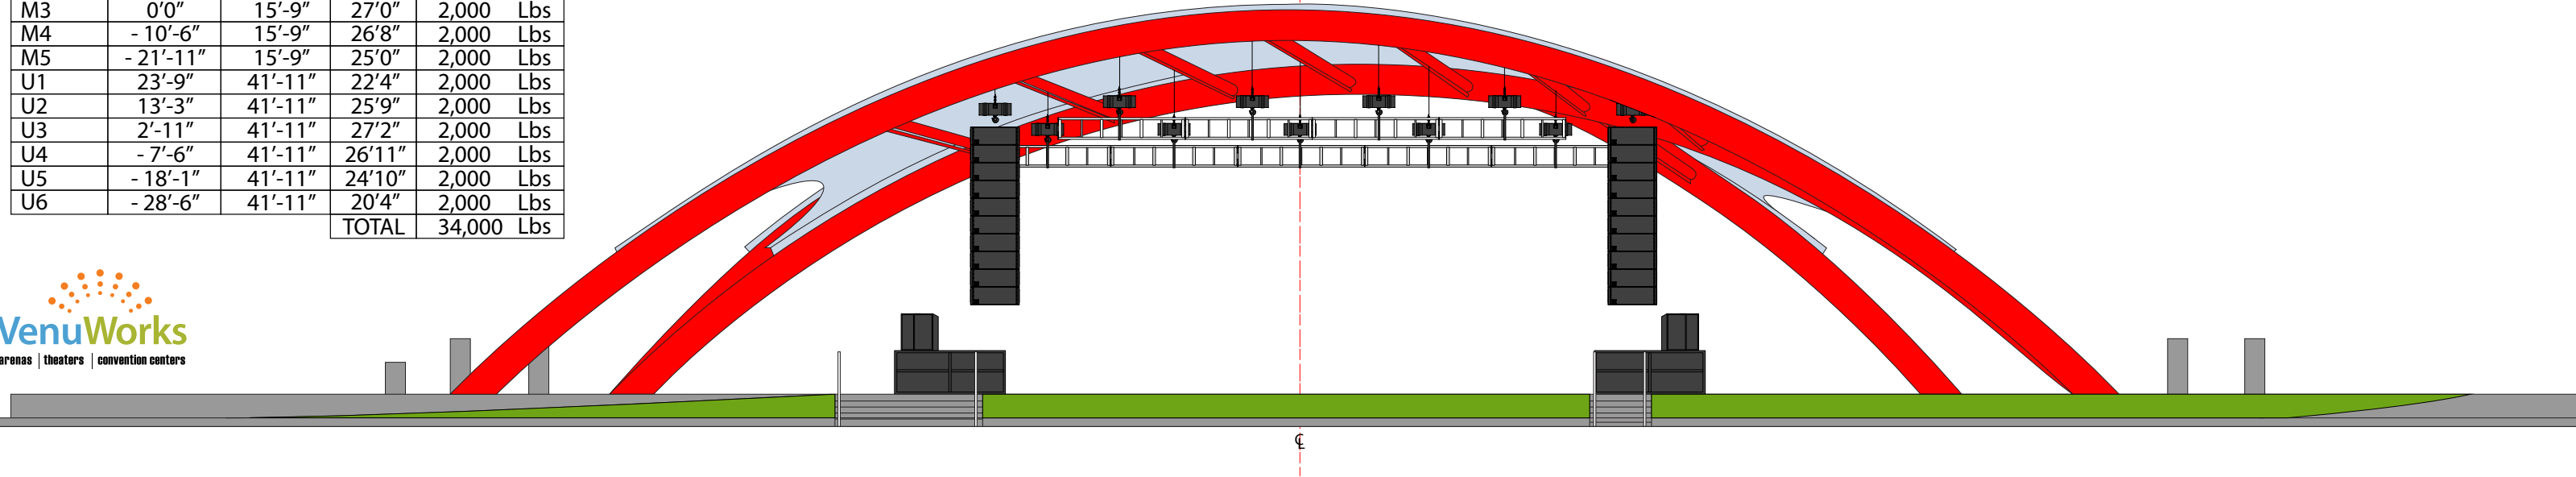 M3 0’0” 15’-9” 27’0” 2,000 Lbs
M4 - 10’-6” 15’-9” 26’8” 2,000 Lbs
M5 - 21’-11” 15’-9” 25’0” 2,000 Lbs
U1 23’-9” 41’-11” 22’4” 2,000 Lbs
U2 13’-3” 41’-11” 25’9” 2,000 Lbs
U3 2’-11” 41’-11” 27’2” 2,000 Lbs
U4 - 7’-6” 41’-11” 26’11” 2,000 Lbs
U5 - 18’-1” 41’-11” 24’10” 2,000 Lbs
U6 - 28’-6” 41’-11” 20’4” 2,000 Lbs
TOTAL 34,000 Lbs
VenuWorks
arenas | theaters | convention centers
℄